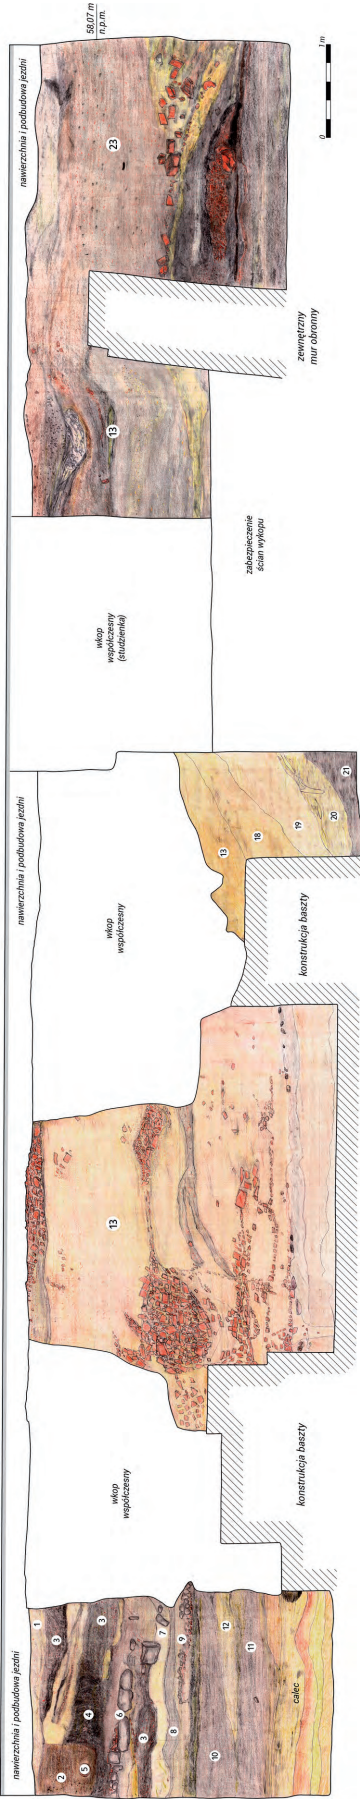 nawierzchnia i podbudowa jezdni
1
3
2
5
4
3
6
3
7
8
9
10
12
11
calec
wkop
współczesny
konstrukcja baszty
13
nawierzchnia i podbudowa jezdni
wkop
współczesny
13
18
19
20
21
konstrukcja baszty
wkop
współczesny
(studzienka)
zabezpieczenie
ścian wykopu
13
zewnętrzny
mur obronny
nawierzchnia i podbudowa jezdni
23
58,07 m
n.p.m.
0
1 m